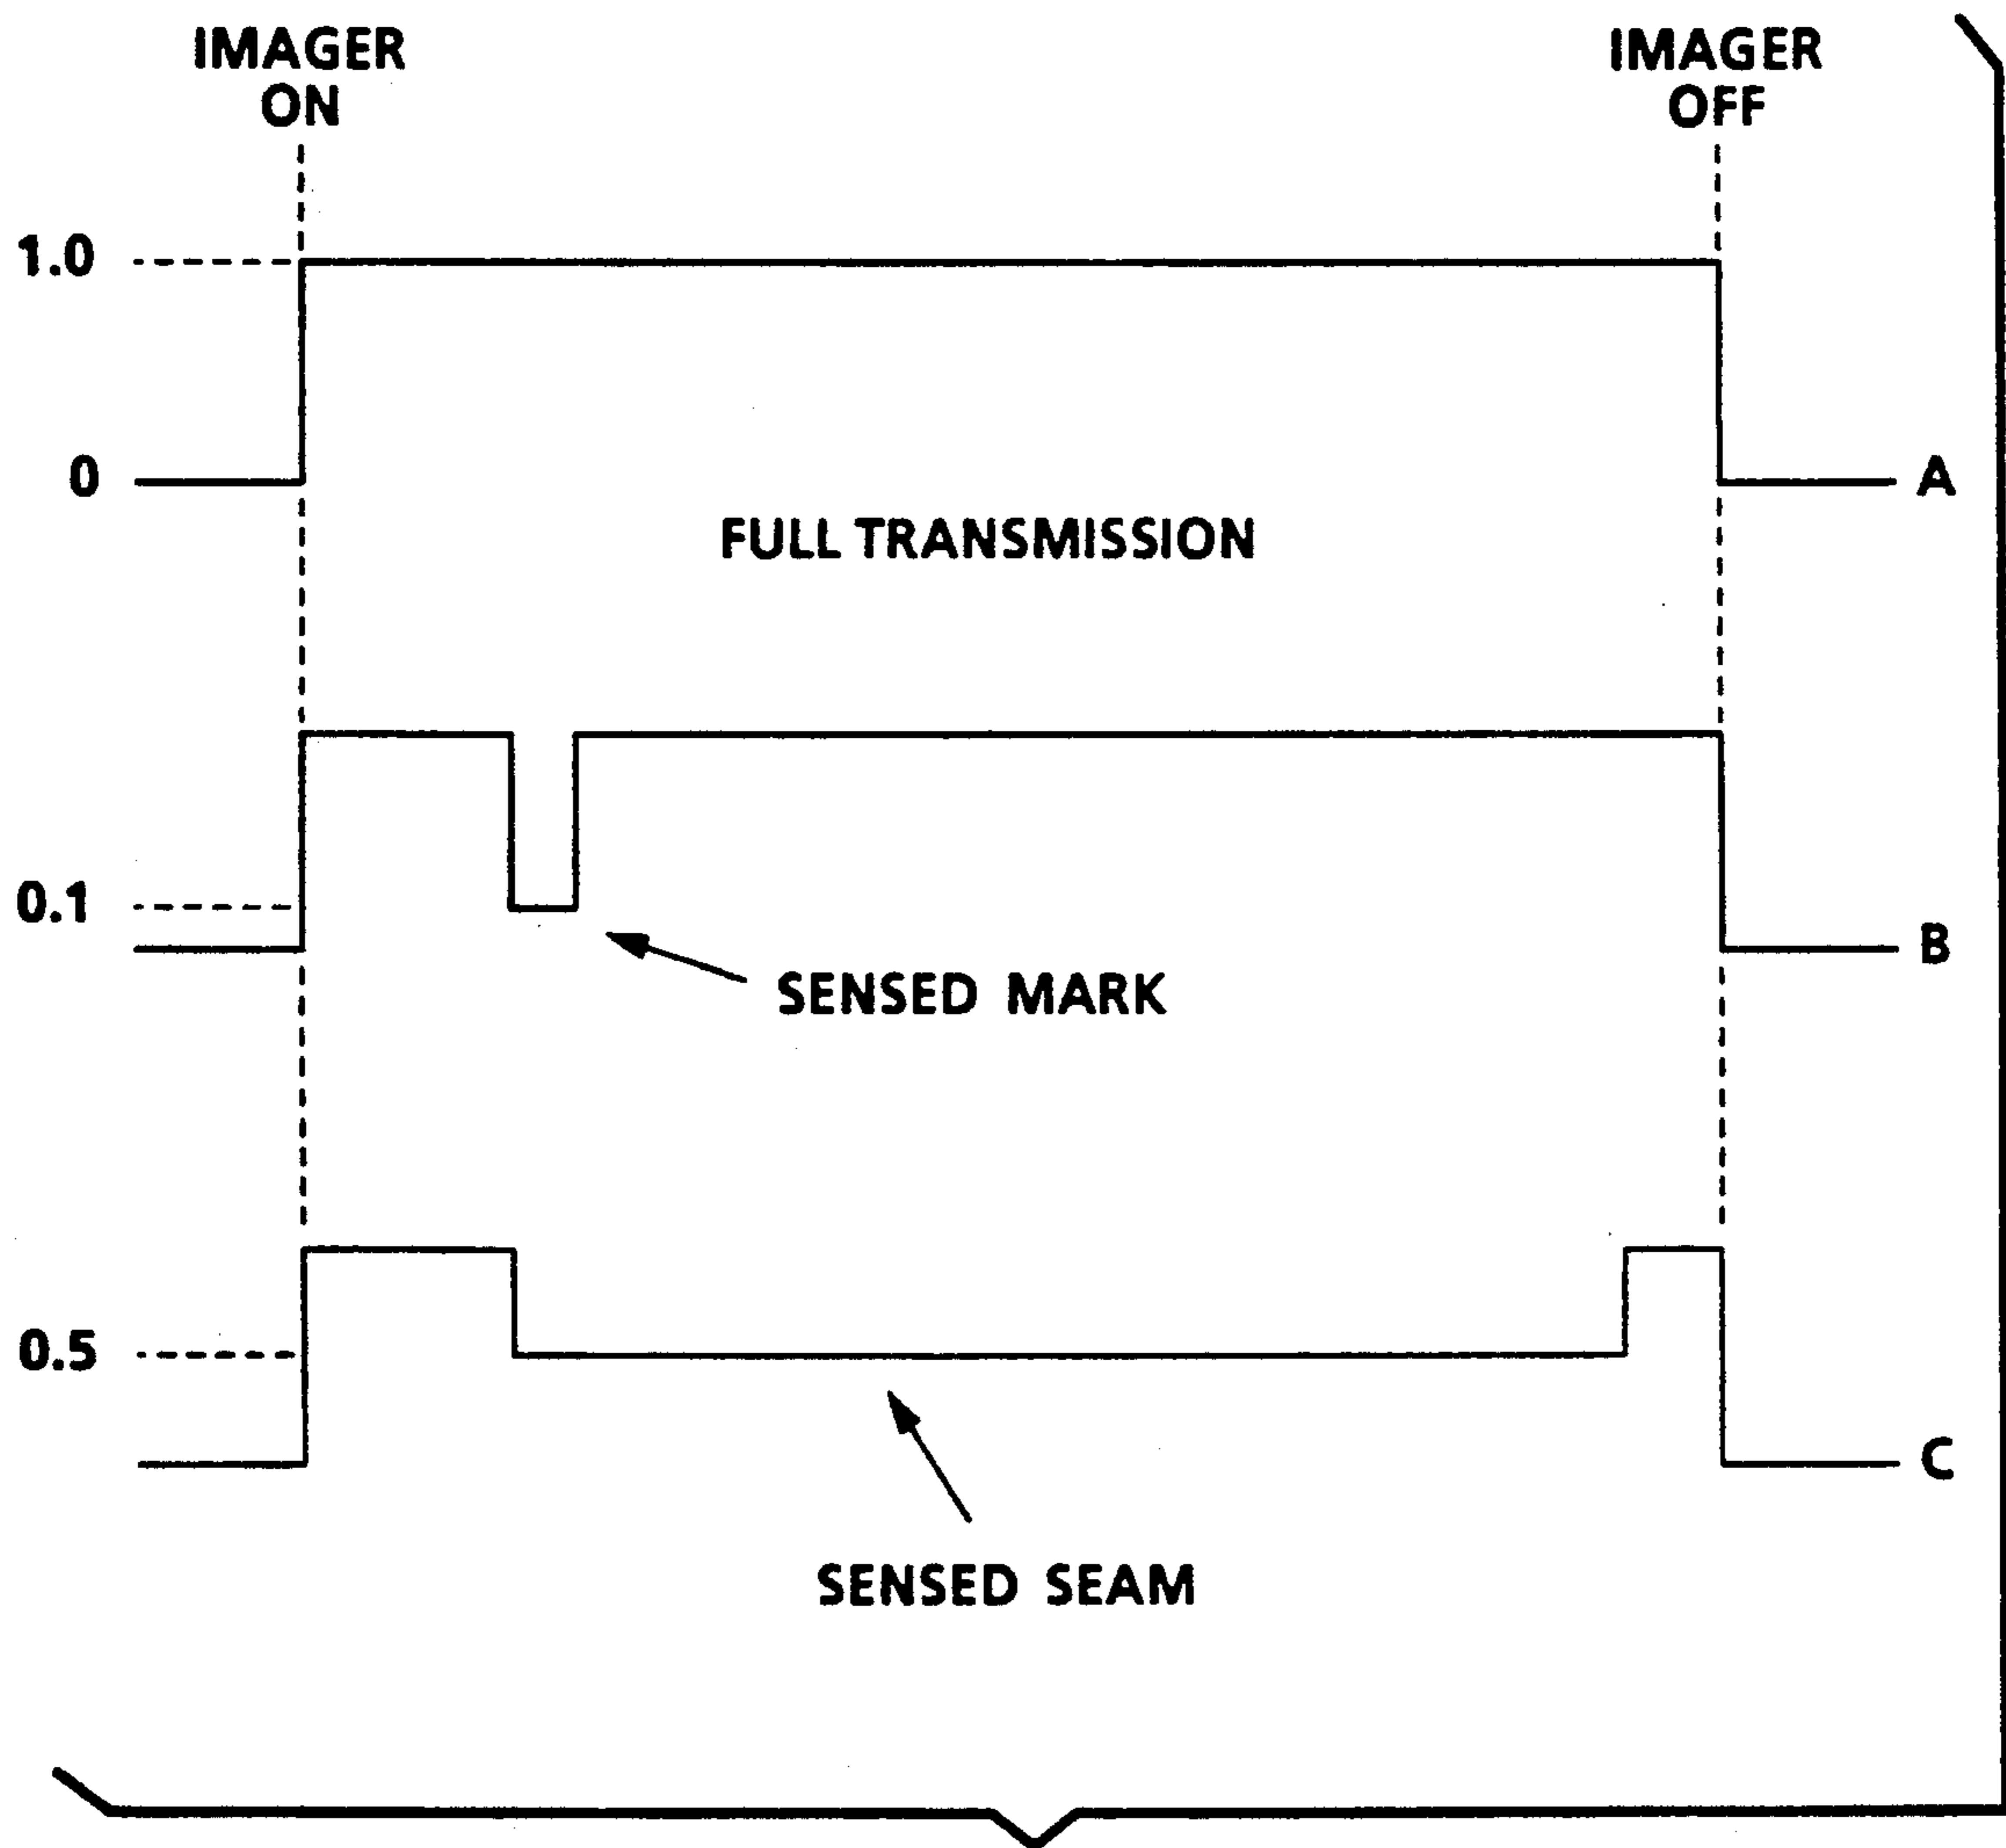 IMAGER
ON
IMAGER
OFF
1.0
0
A
FULL TRANSMISSION
0.1
B
SENSED MARK
0.5
C
SENSED SEAM